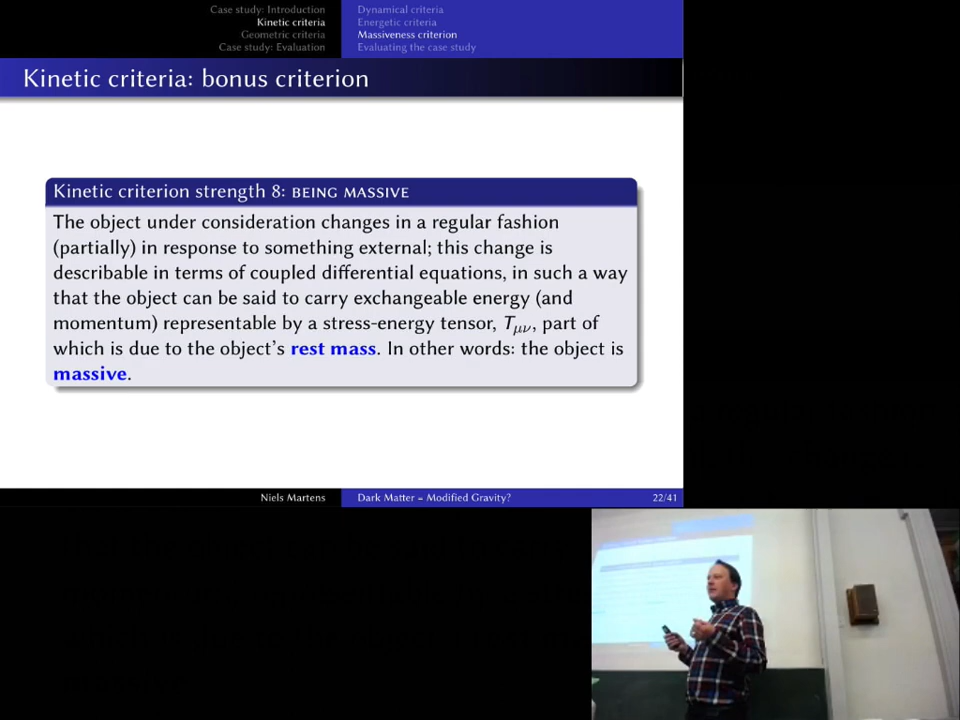 Case study: Introduction
Kinetic criteria
Geometric criteria
Case study: Evaluation
Dynamical criteria
Energetic criteria
Massiveness criterion
Evaluating the case study
Kinetic criteria: bonus criterion
Kinetic criterion strength 8: BEING MASSIVE
The object under consideration changes in a regular fashion
(partially) in response to something external; this change is
describable in terms of coupled differential equations, in such a way
that the object can be said to carry exchangeable energy (and
momentum) representable by a stress-energy tensor, Tμν, part of
which is due to the object's rest mass. In other words: the object is
massive.
Niels Martens
Dark Matter = Modified Gravity?
22/41